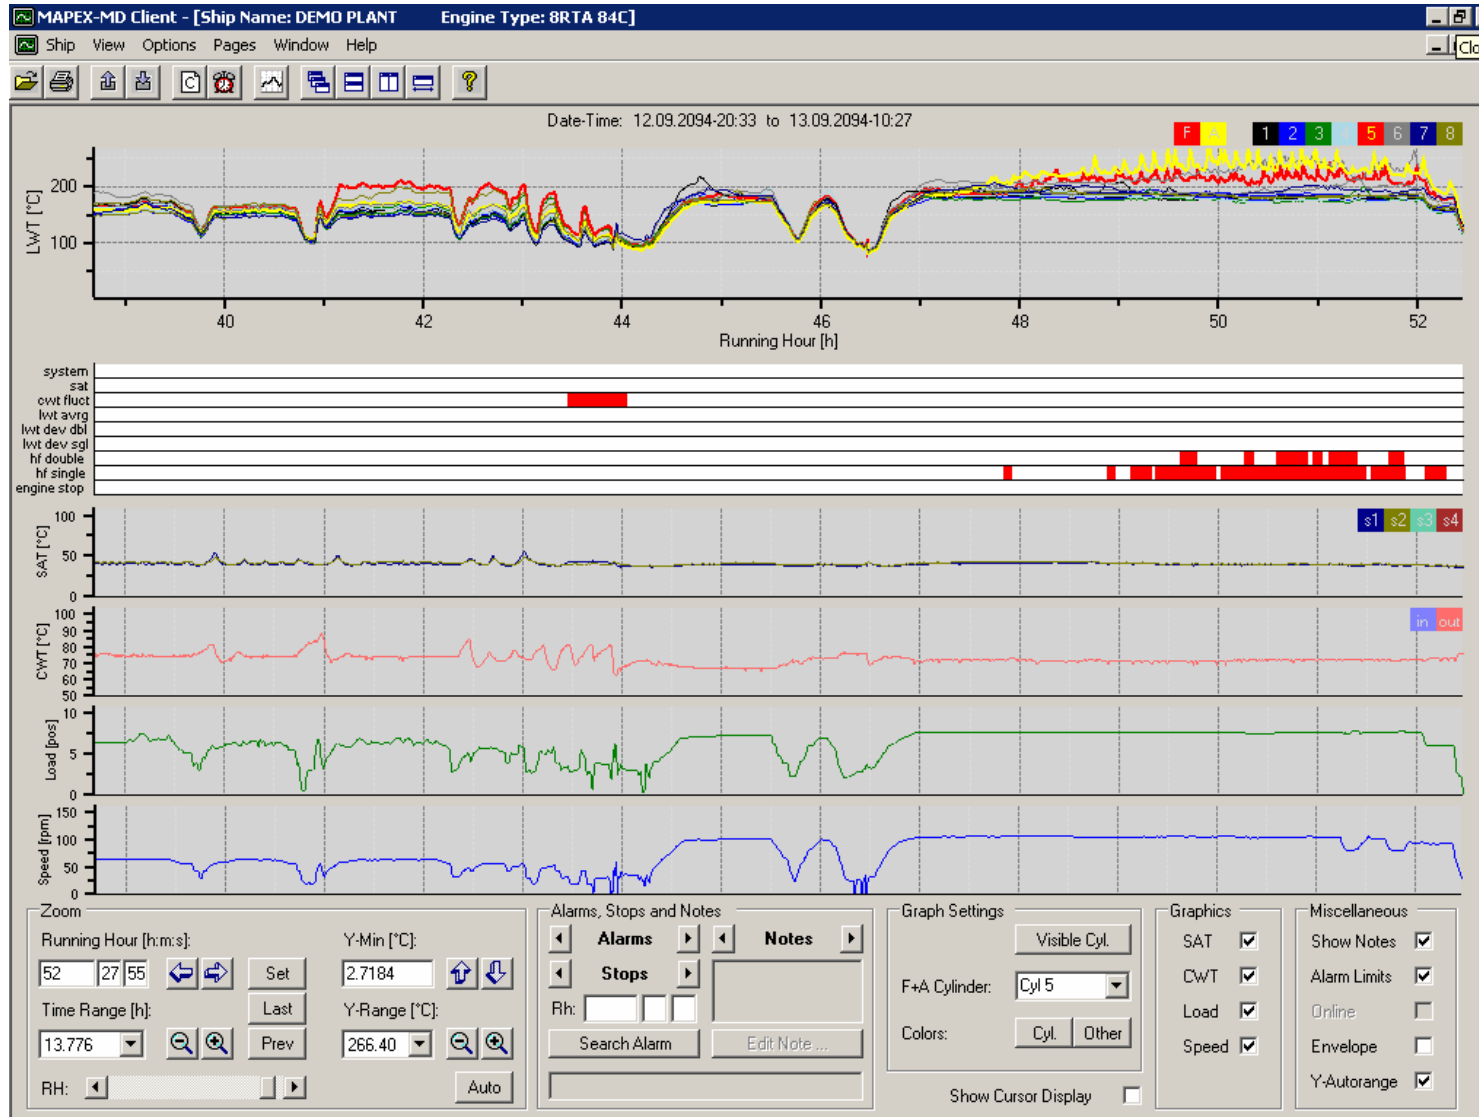 MAPEX-MD Client - [Ship Name: DEMO PLANT Engine Type: 8RTA 84C]
Ship View Options Pages Window Help
Clo
Date-Time: 12.09.2094-20:33 to 13.09.2094-10:27
F A 1 2 3 5 6 7 8
LWT [°C]
200
100
40 42 44 46 48 50 52
Running Hour [h]
system
sat
cwt fluct
lwt avrg
lwt dev dbl
lwt dev sgl
hf double
hf single
engine stop
SAT [°C]
100
50
0
s1 s2 s3 s4
CWT [°C]
100
90
80
70
60
50
in out
Load [pos]
10
5
0
Speed [rpm]
150
100
50
0
Zoom
Running Hour [h:m:s]: Y-Min [°C]:
52 27 55 Set 2.7184
Time Range [h]: Last Y-Range [°C]:
13.776 Prev 266.40
RH: Auto
Alarms, Stops and Notes
Alarms Notes
Stops
Rh:
Search Alarm Edit Note ...
Graph Settings
Visible Cyl.
F+A Cylinder: Cyl 5
Colors: Cyl. Other
Show Cursor Display
Graphics
SAT
CWT
Load
Speed
Miscellaneous
Show Notes
Alarm Limits
Online
Envelope
Y-Autorange